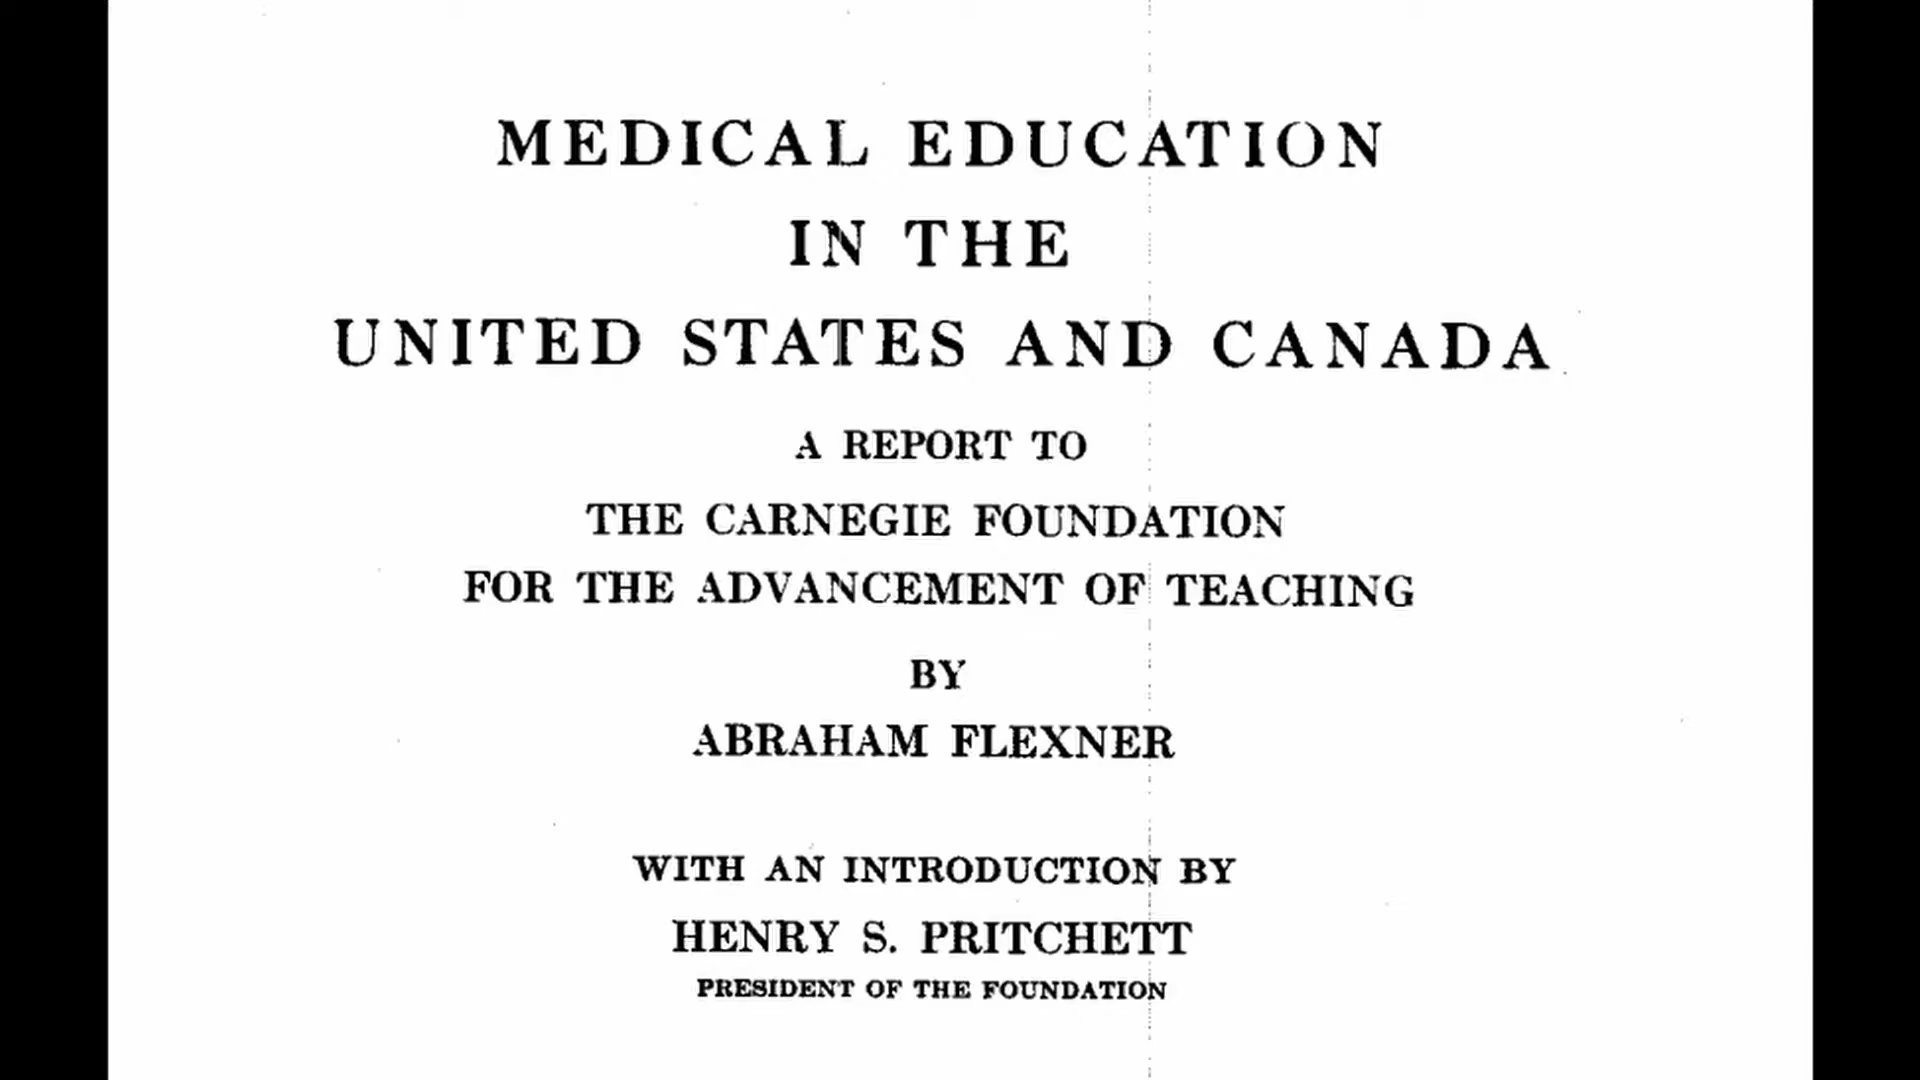 MEDICAL EDUCATION
IN THE
UNITED STATES AND CANADA
A REPORT TO
THE CARNEGIE FOUNDATION
FOR THE ADVANCEMENT OF TEACHING
BY
ABRAHAM FLEXNER
WITH AN INTRODUCTION BY
HENRY S. PRITCHETT
PRESIDENT OF THE FOUNDATION